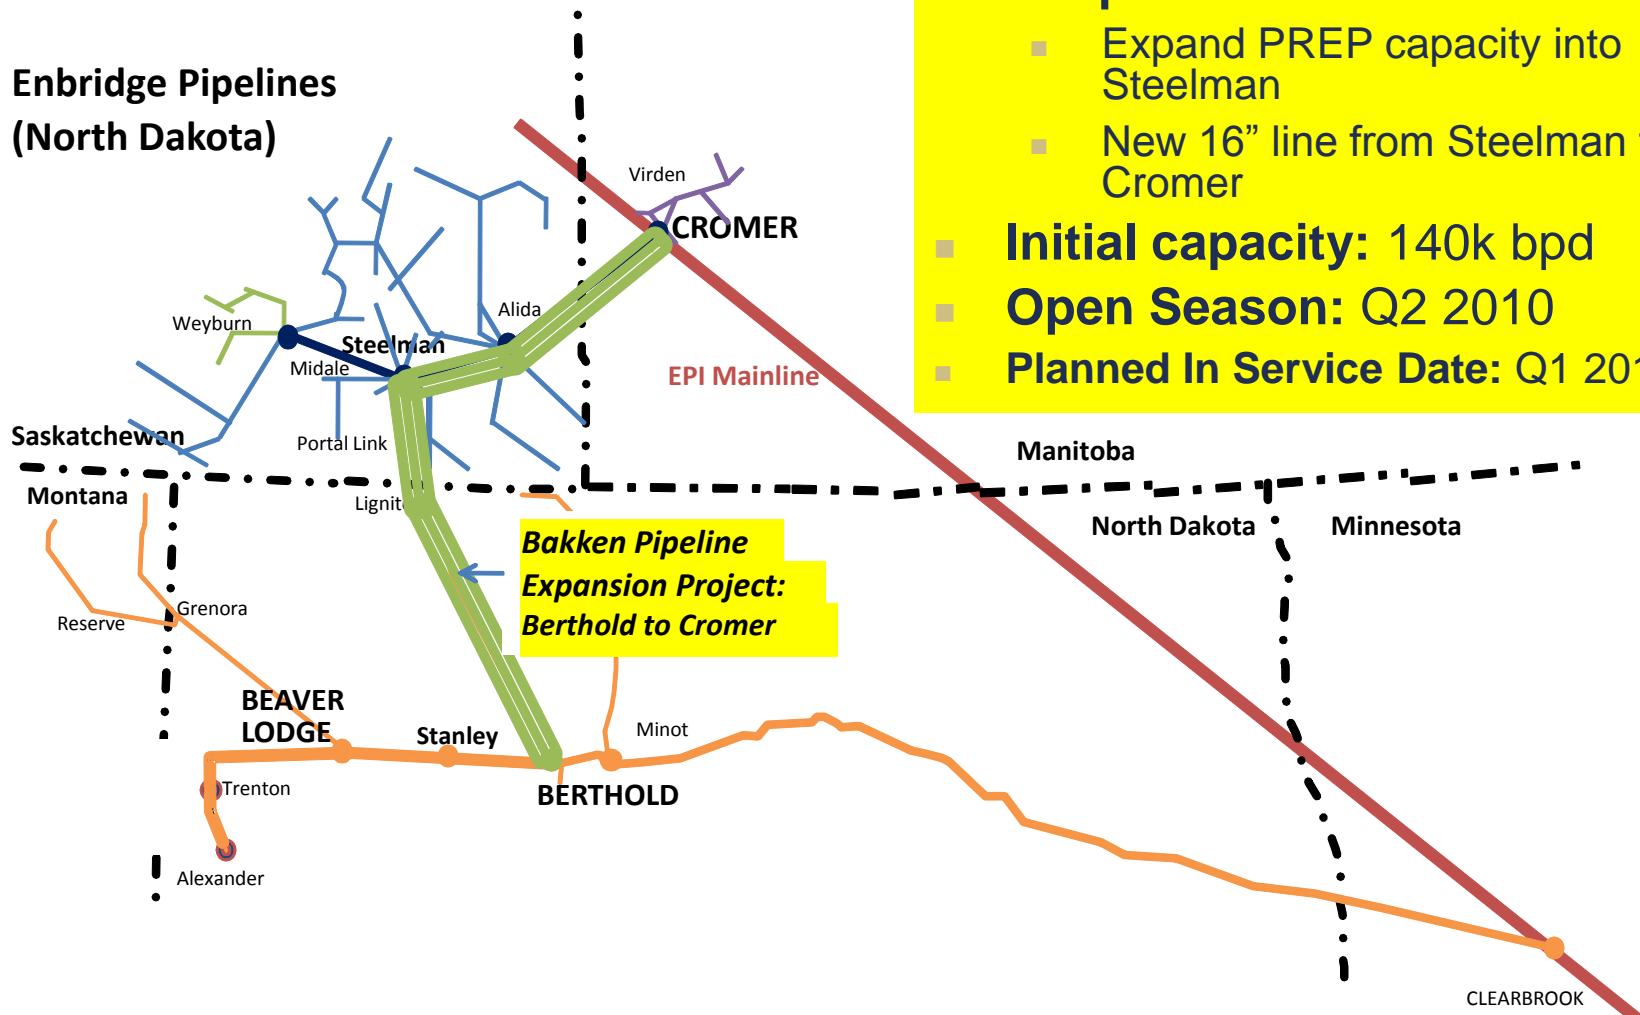 Enbridge Pipelines
(North Dakota)
Expand PREP capacity into
Steelman
New 16” line from Steelman
Cromer
Initial capacity: 140k bpd
Open Season: Q2 2010
Planned In Service Date: Q1
Virden
CROMER
Alida
Weyburn
Steelman
Midale
EPI Mainline
Portal Link
Saskatchewan
Manitoba
Montana
Lignite
North Dakota
Minnesota
Bakken Pipeline
Expansion Project:
Berthold to Cromer
Grenora
Reserve
BEAVER
LODGE
Stanley
Minot
Trenton
BERTHOLD
Alexander
CLEARBROOK